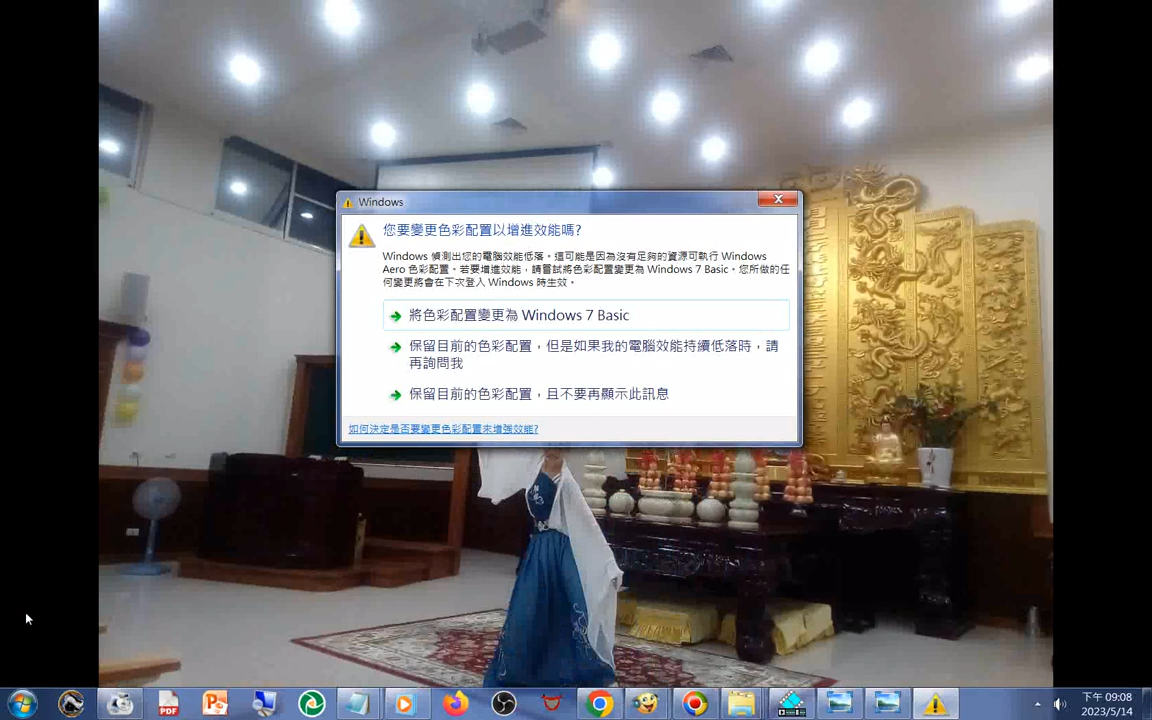 Windows
您要變更色彩配置以增進效能嗎?
Windows 偵測出您的電腦效能低落。這可能是因為沒有足夠的資源可執行 Windows
Aero 色彩配置。若要增進效能，請嘗試將色彩配置變更為 Windows 7 Basic。您所做的任
何變更將會在下次登入 Windows 時生效。
將色彩配置變更為 Windows 7 Basic
保留目前的色彩配置，但是如果我的電腦效能持續低落時，請
再詢問我
保留目前的色彩配置，且不要再顯示此訊息
如何決定是否要變更色彩配置來增強效能?
PDF
下午 09:08
2023/5/14